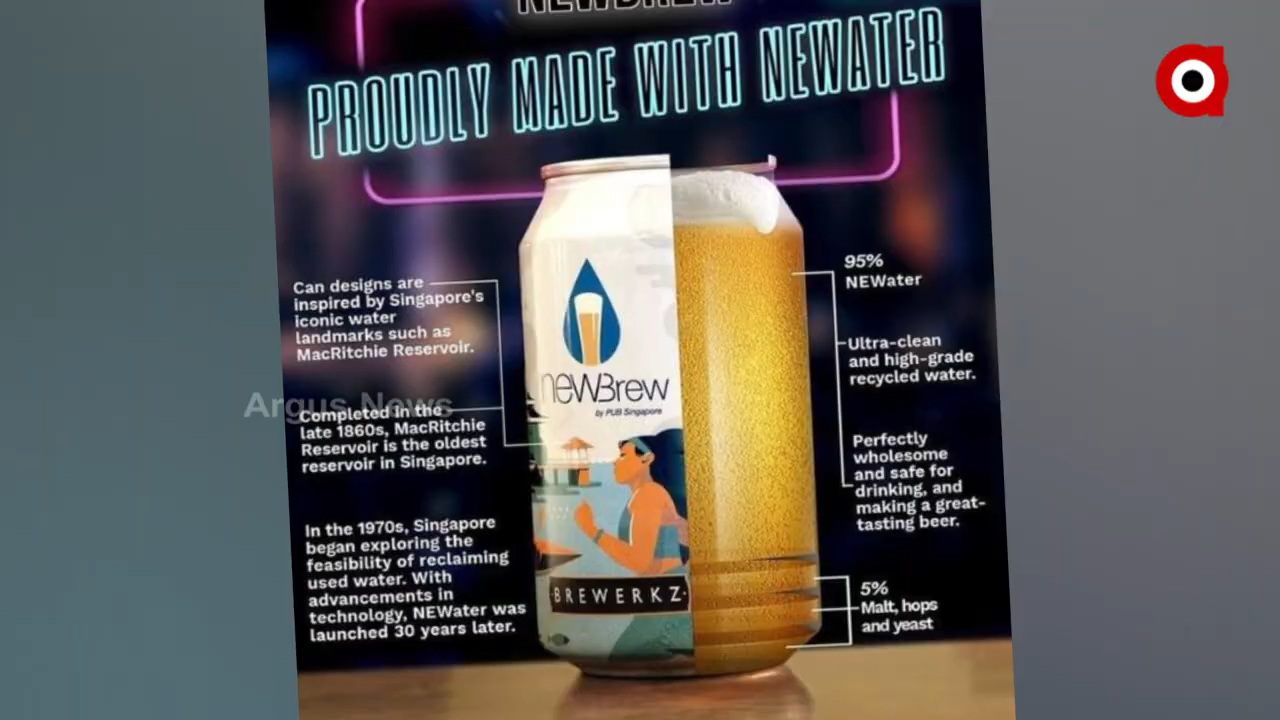 NEWBREW
PROUDLY MADE WITH NEWATER
Can designs are
inspired by Singapore's
iconic water
landmarks such as
MacRitchie Reservoir.
Completed in the
late 1860s, MacRitchie
Reservoir is the oldest
reservoir in Singapore.
In the 1970s, Singapore
began exploring the
feasibility of reclaiming
used water. With
advancements in
technology, NEWater was
launched 30 years later.
Argus News
newBrew
by PUB Singapore
·BREWERKZ·
95%
NEWater
Ultra-clean
and high-grade
recycled water.
Perfectly
wholesome
and safe for
drinking, and
making a great-
tasting beer.
5%
Malt, hops
and yeast
a